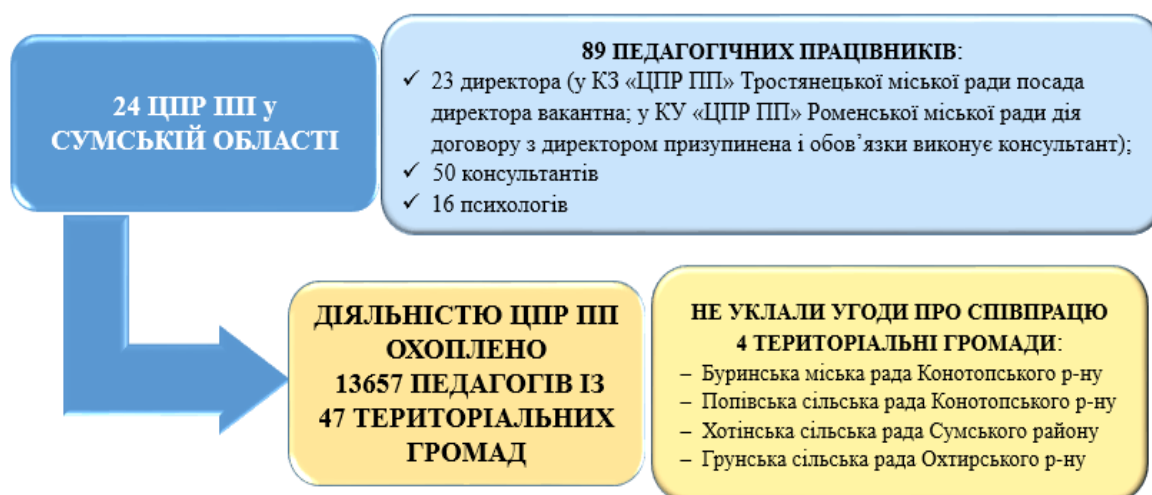 24 ЦПР ПП у
СУМСЬКІЙ ОБЛАСТІ
89 ПЕДАГОГІЧНИХ ПРАЦІВНИКІВ:
✓ 23 директора (у КЗ «ЦПР ПП» Тростянецької міської ради посада
директора вакантна; у КУ «ЦПР ПП» Роменської міської ради дія
договору з директором призупинена і обов’язки виконує консультант);
✓ 50 консультантів
✓ 16 психологів
ДІЯЛЬНІСТЮ ЦПР ПП
ОХОПЛЕНО
13657 ПЕДАГОГІВ ІЗ
47 ТЕРИТОРІАЛЬНИХ
ГРОМАД
НЕ УКЛАЛИ УГОДИ ПРО СПІВПРАЦЮ
4 ТЕРИТОРІАЛЬНІ ГРОМАДИ:
– Буринська міська рада Конотопського р-ну
– Попівська сільська рада Конотопського р-ну
– Хотінська сільська рада Сумського району
– Грунська сільська рада Охтирського р-ну